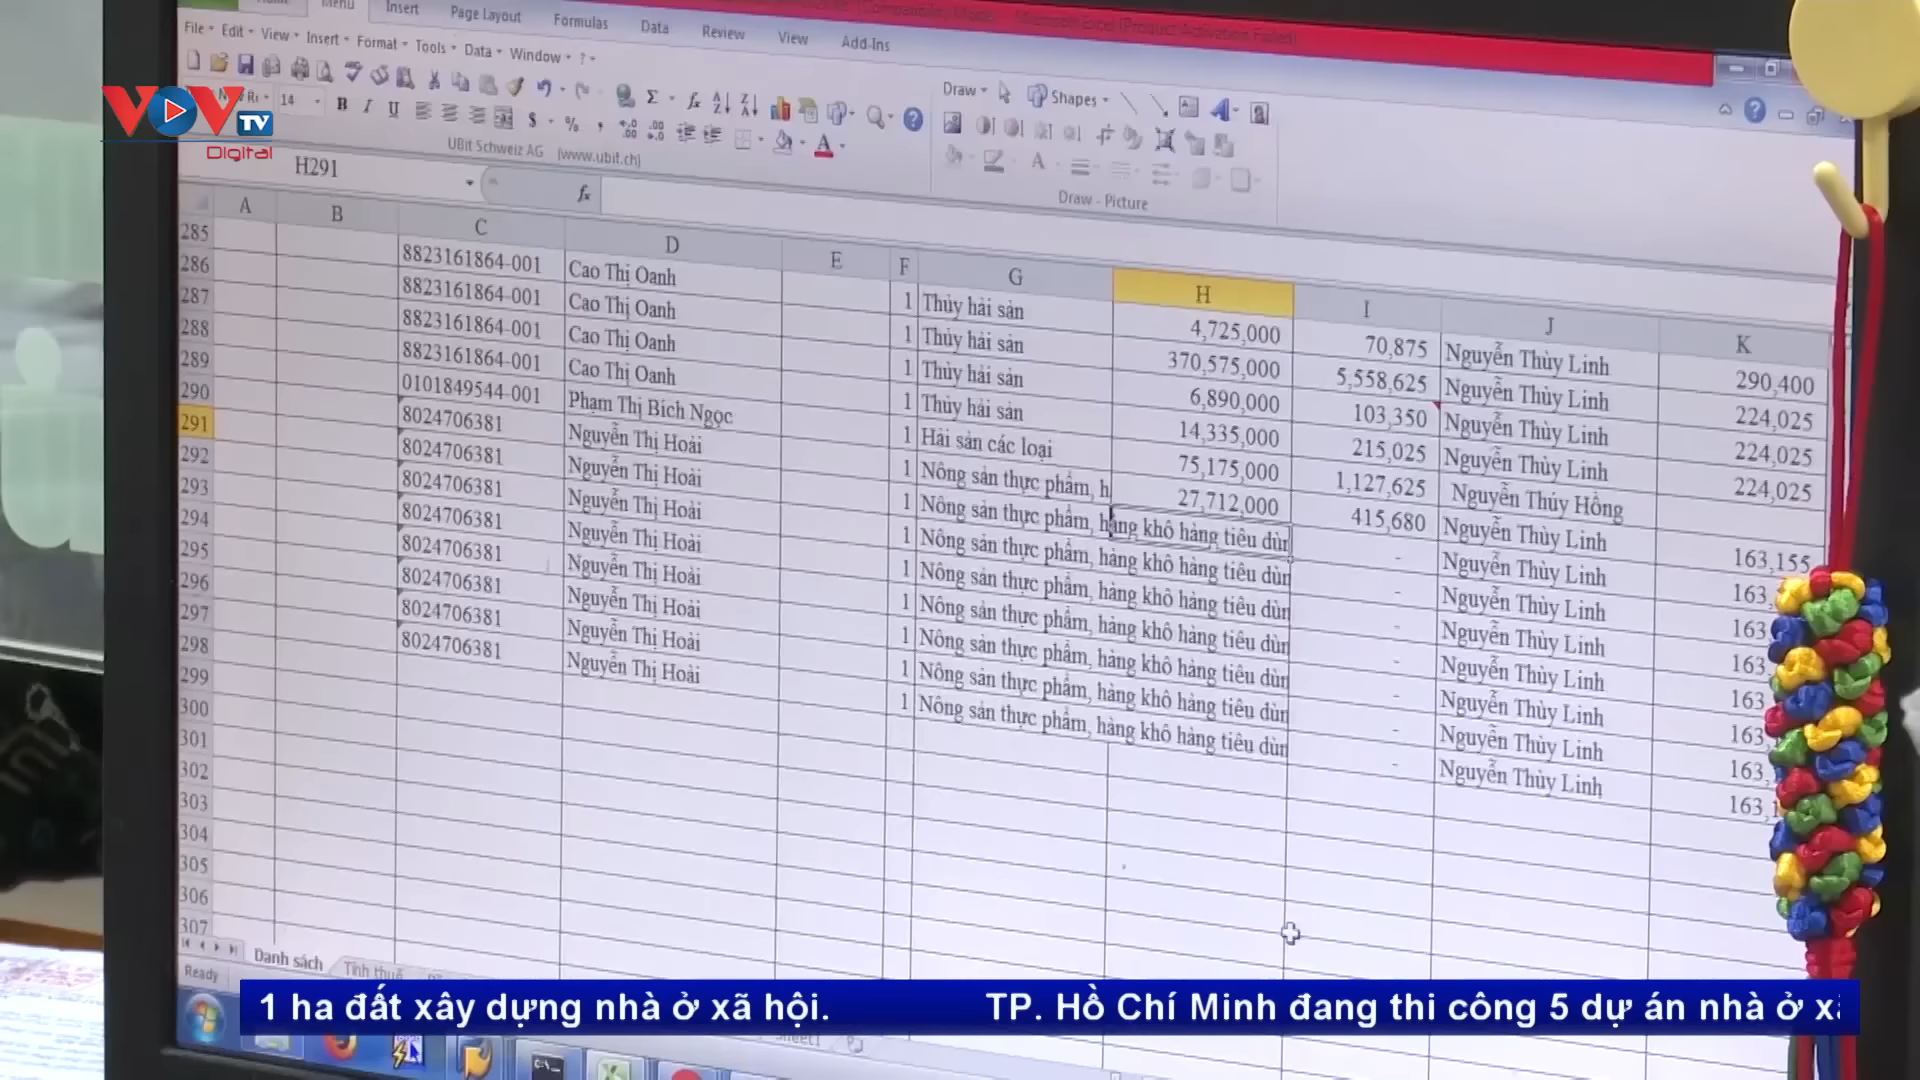 Menu Insert Page Layout Formulas Data Review View Add-Ins
File Edit View Insert Format Tools Data Window ?
14 B I U Σ fx $ % ,
Draw Shapes
UBit Schweiz AG (www.ubit.ch)
Draw - Picture
VOV TV Digital
H291 fx
A B C D E F G H I J K
285 8823161864-001 Cao Thị Oanh 1 Thủy hải sản 4,725,000 70,875 Nguyễn Thùy Linh 290,400
286 8823161864-001 Cao Thị Oanh 1 Thủy hải sản 370,575,000 5,558,625 Nguyễn Thùy Linh 224,025
287 8823161864-001 Cao Thị Oanh 1 Thủy hải sản 6,890,000 103,350 Nguyễn Thùy Linh 224,025
288 8823161864-001 Cao Thị Oanh 1 Thủy hải sản 14,335,000 215,025 Nguyễn Thùy Linh 224,025
289 0101849544-001 Phạm Thị Bích Ngọc 1 Hải sản các loại 75,175,000 1,127,625 Nguyễn Thúy Hồng
290 8024706381 Nguyễn Thị Hoài 1 Nông sản thực phẩm, h 27,712,000 415,680 Nguyễn Thùy Linh 163,155
291 8024706381 Nguyễn Thị Hoài 1 Nông sản thực phẩm, hàng khô hàng tiêu dùn - Nguyễn Thùy Linh 163,
292 8024706381 Nguyễn Thị Hoài 1 Nông sản thực phẩm, hàng khô hàng tiêu dùn - Nguyễn Thùy Linh 163
293 8024706381 Nguyễn Thị Hoài 1 Nông sản thực phẩm, hàng khô hàng tiêu dùn - Nguyễn Thùy Linh 163
294 8024706381 Nguyễn Thị Hoài 1 Nông sản thực phẩm, hàng khô hàng tiêu dùn - Nguyễn Thùy Linh 163
295 8024706381 Nguyễn Thị Hoài 1 Nông sản thực phẩm, hàng khô hàng tiêu dùn - Nguyễn Thùy Linh 163,
296 8024706381 Nguyễn Thị Hoài 1 Nông sản thực phẩm, hàng khô hàng tiêu dùn - Nguyễn Thùy Linh 163,
297 8024706381 Nguyễn Thị Hoài 1 Nông sản thực phẩm, hàng khô hàng tiêu dùn - Nguyễn Thùy Linh 163,
298
299
300
301
302
303
304
305
306
307
Danh sách Tính thuế
Ready
1 ha đất xây dựng nhà ở xã hội. TP. Hồ Chí Minh đang thi công 5 dự án nhà ở xã